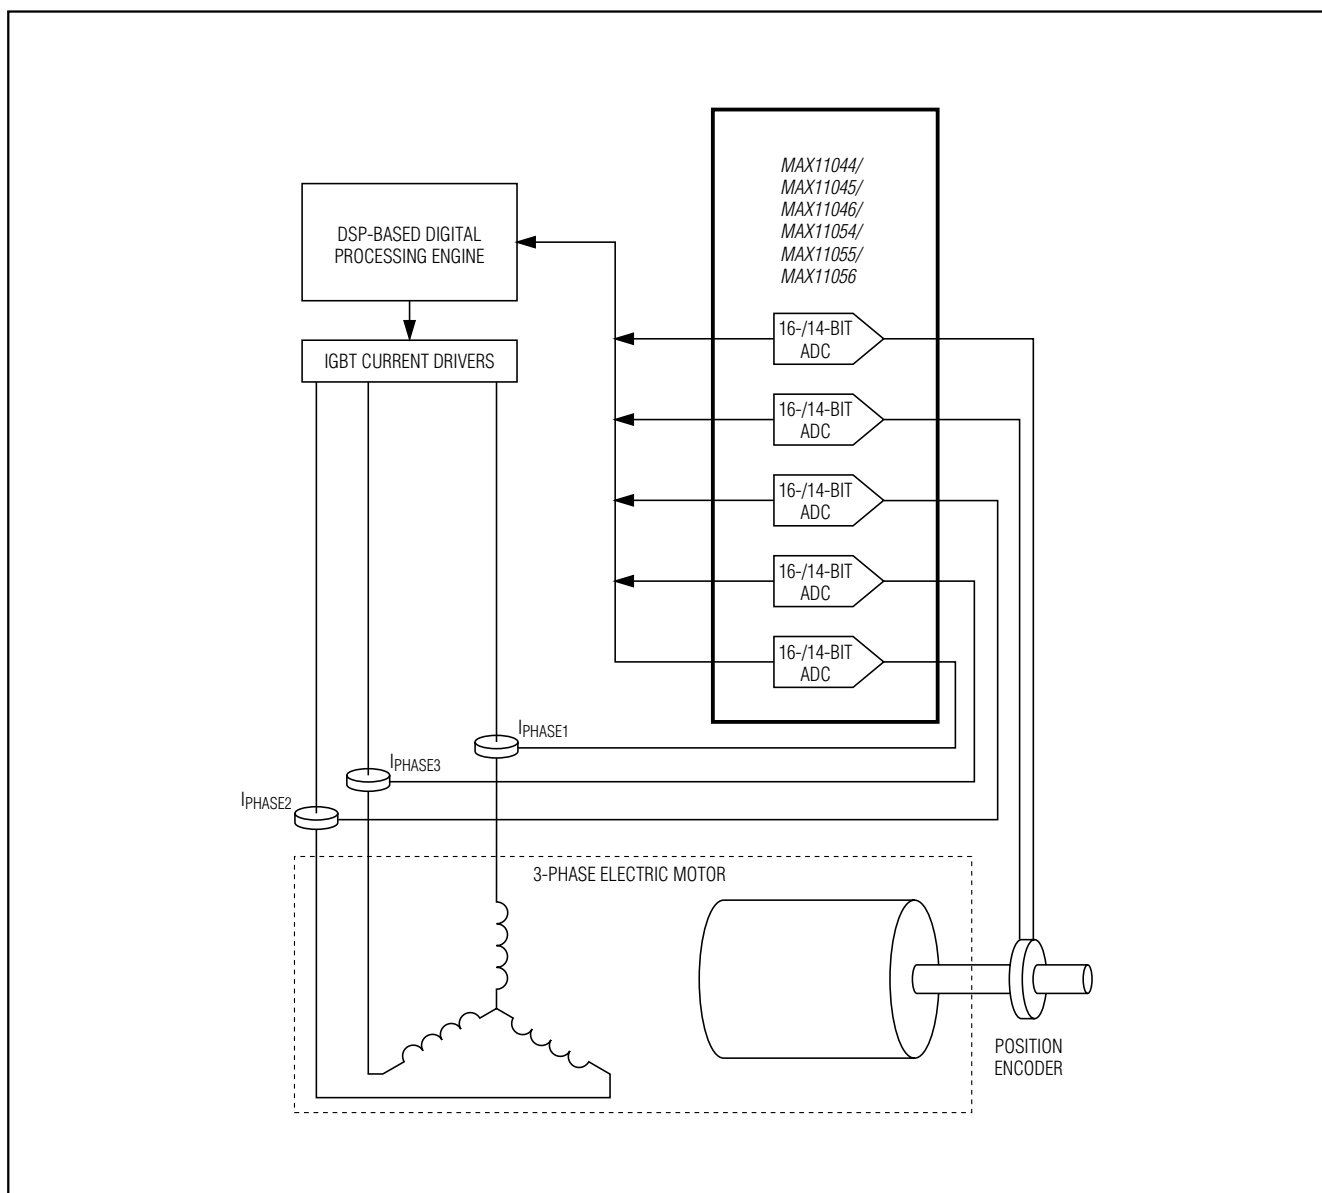 MAX11044/
MAX11045/
MAX11046/
MAX11054/
MAX11055/
MAX11056
DSP-BASED DIGITAL
PROCESSING ENGINE
IGBT CURRENT DRIVERS
16-/14-BIT
ADC
16-/14-BIT
ADC
16-/14-BIT
ADC
16-/14-BIT
ADC
16-/14-BIT
ADC
IPHASE1
IPHASE3
IPHASE2
3-PHASE ELECTRIC MOTOR
POSITION
ENCODER